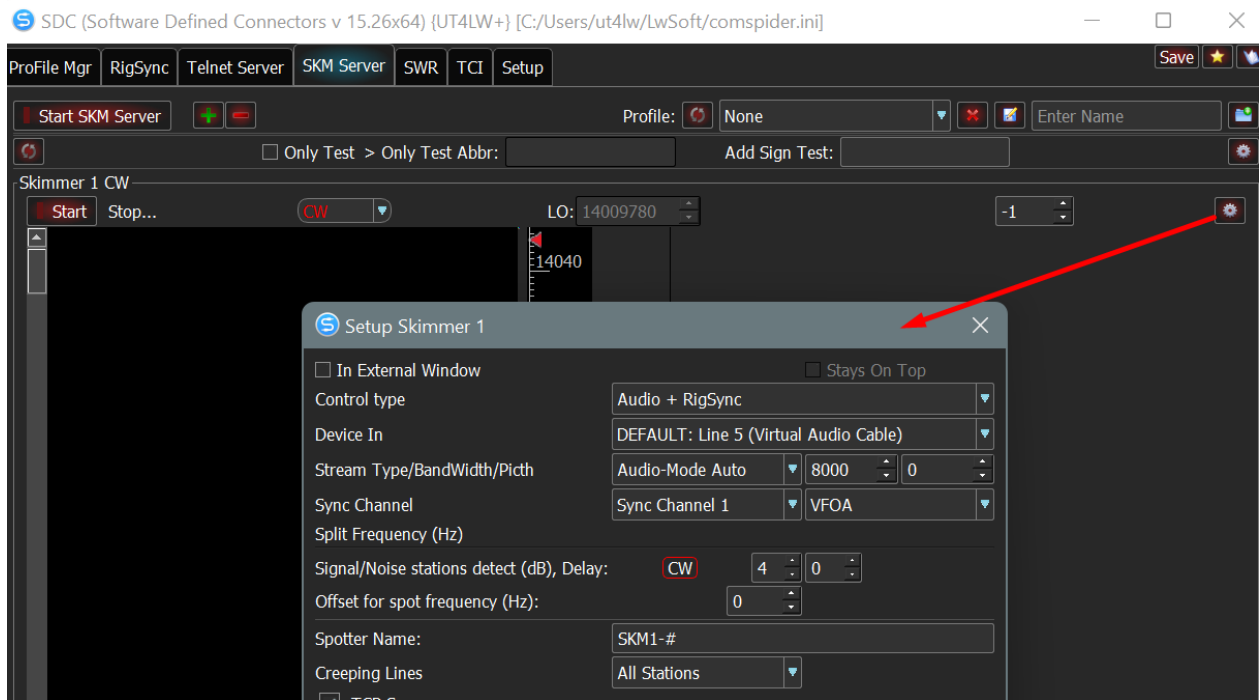 SDC (Software Defined Connectors v 15.26x64) {UT4LW+} [C:/Users/ut4lw/LwSoft/comspider.ini]
ProFile Mgr RigSync Telnet Server SKM Server SWR TCI Setup Save
Start SKM Server Profile: None Enter Name
Only Test > Only Test Abbr: Add Sign Test:
Skimmer 1 CW
Start Stop... CW LO: 14009780 -1
14040
Setup Skimmer 1
In External Window Stays On Top
Control type Audio + RigSync
Device In DEFAULT: Line 5 (Virtual Audio Cable)
Stream Type/BandWidth/Picth Audio-Mode Auto 8000 0
Sync Channel Sync Channel 1 VFOA
Split Frequency (Hz)
Signal/Noise stations detect (dB), Delay: CW 4 0
Offset for spot frequency (Hz): 0
Spotter Name: SKM1-#
Creeping Lines All Stations